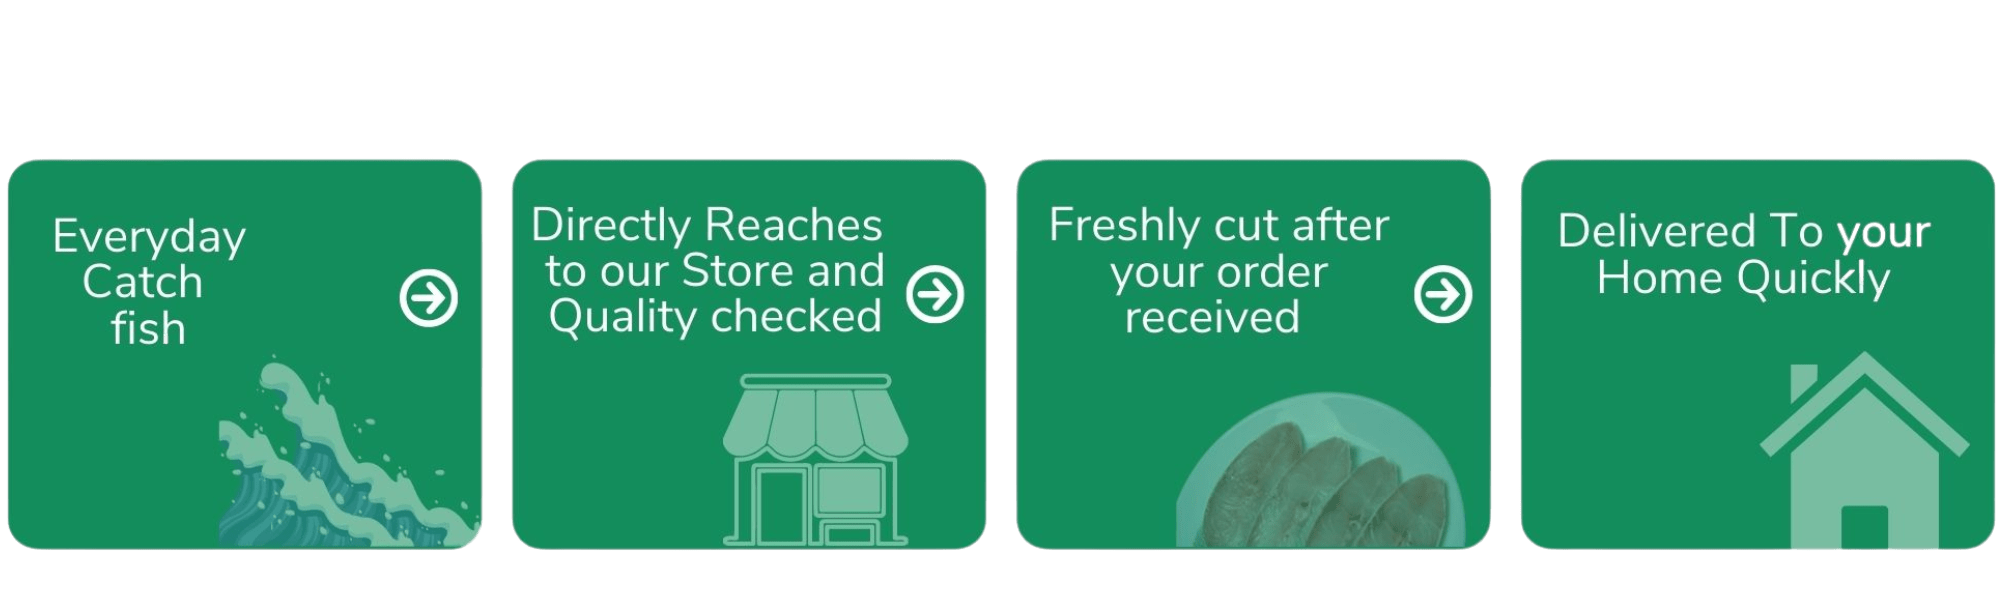 Everyday
Catch
fish
Directly Reaches
to our Store and
Quality checked
Freshly cut after
your order
received
Delivered To your
Home Quickly